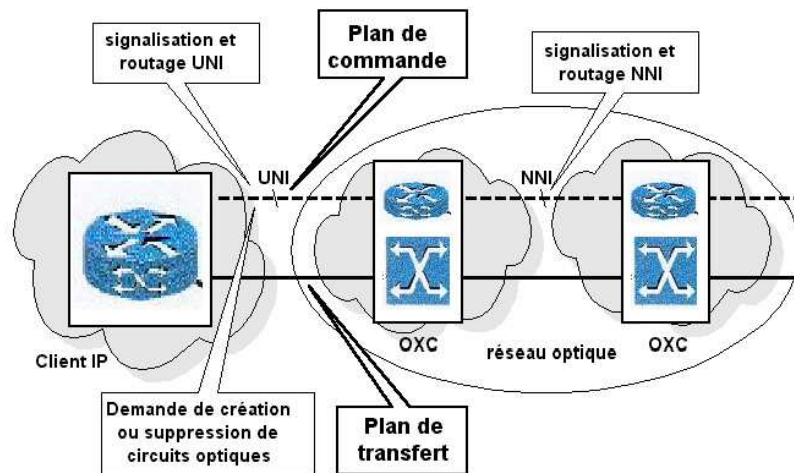 signalisation et
routage UNI
Plan de
commande
signalisation et
routage NNI
UNI
NNI
Client IP
OXC
réseau optique
OXC
Demande de création
ou suppression de
circuits optiques
Plan de
transfert